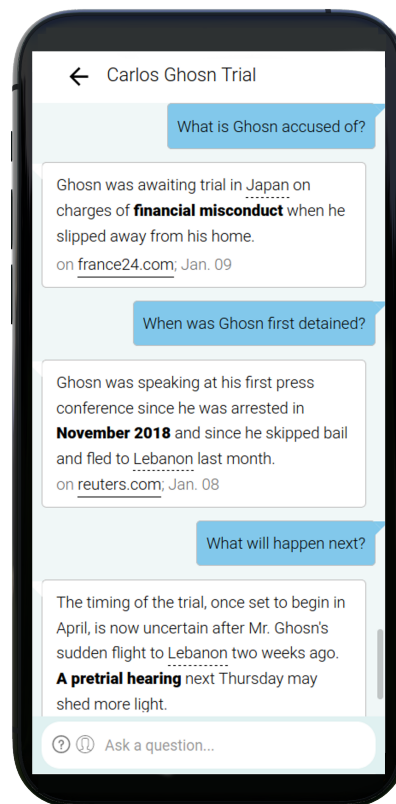 Carlos Ghosn Trial
What is Ghosn accused of?
Ghosn was awaiting trial in Japan on
charges of financial misconduct when he
slipped away from his home.
on france24.com; Jan. 09
When was Ghosn first detained?
Ghosn was speaking at his first press
conference since he was arrested in
November 2018 and since he skipped bail
and fled to Lebanon last month.
on reuters.com; Jan. 08
What will happen next?
The timing of the trial, once set to begin in
April, is now uncertain after Mr. Ghosn's
sudden flight to Lebanon two weeks ago.
A pretrial hearing next Thursday may
shed more light.
? Ask a question...